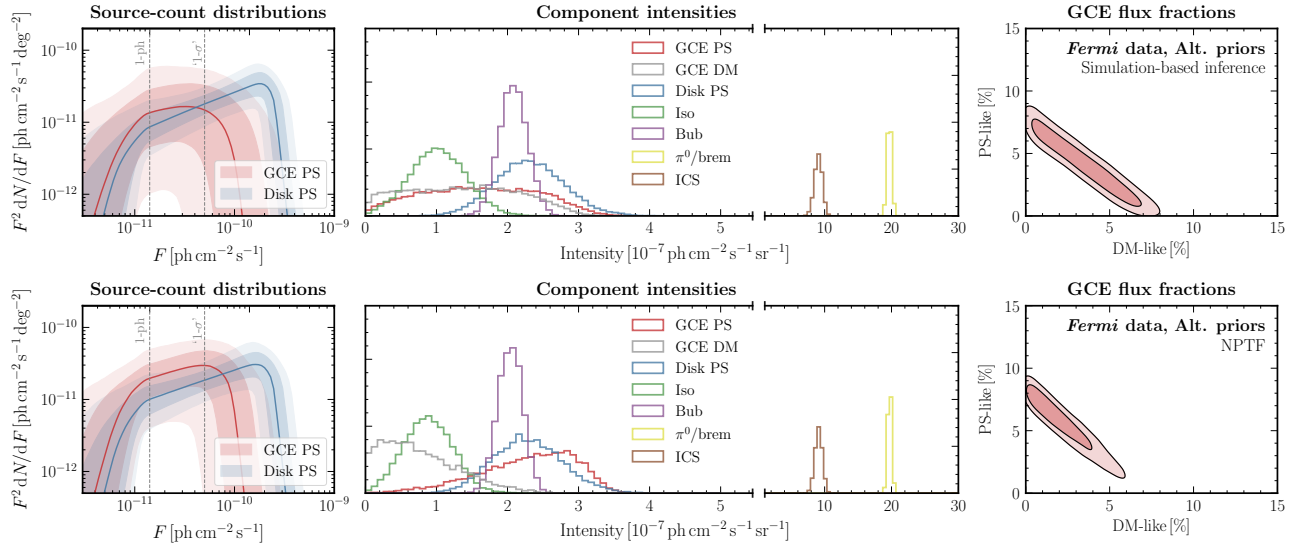 Source-count distributions
Component intensities
GCE flux fractions
F² dN/dF [ph cm⁻² s⁻¹ deg⁻²]
10⁻¹⁰
10⁻¹¹
10⁻¹²
1-ph
'1-σ'
GCE PS
Disk PS
10⁻¹¹
10⁻¹⁰
10⁻⁹
F [ph cm⁻² s⁻¹]
GCE PS
GCE DM
Disk PS
Iso
Bub
π⁰/brem
ICS
0
1
2
3
4
5
10
20
30
Intensity [10⁻⁷ ph cm⁻² s⁻¹ sr⁻¹]
Fermi data, Alt. priors
Simulation-based inference
PS-like [%]
15
10
5
0
0
5
10
15
DM-like [%]
Source-count distributions
Component intensities
GCE flux fractions
F² dN/dF [ph cm⁻² s⁻¹ deg⁻²]
10⁻¹⁰
10⁻¹¹
10⁻¹²
1-ph
'1-σ'
GCE PS
Disk PS
10⁻¹¹
10⁻¹⁰
10⁻⁹
F [ph cm⁻² s⁻¹]
GCE PS
GCE DM
Disk PS
Iso
Bub
π⁰/brem
ICS
0
1
2
3
4
5
10
20
30
Intensity [10⁻⁷ ph cm⁻² s⁻¹ sr⁻¹]
Fermi data, Alt. priors
NPTF
PS-like [%]
15
10
5
0
0
5
10
15
DM-like [%]